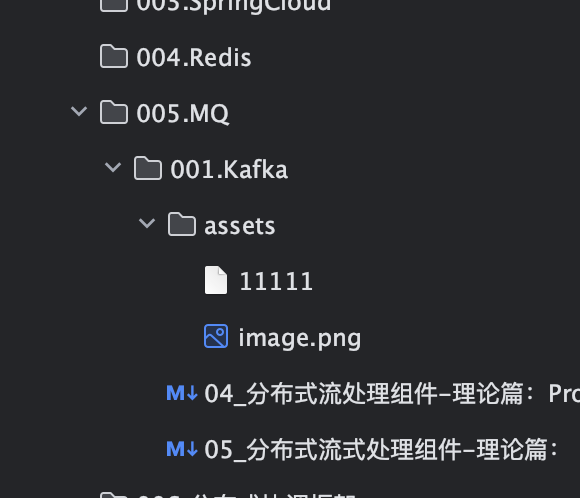 003.SpringCloud
004.Redis
005.MQ
001.Kafka
assets
11111
image.png
M↓ 04_分布式流处理组件-理论篇：Pro
M↓ 05_分布式流式处理组件-理论篇：